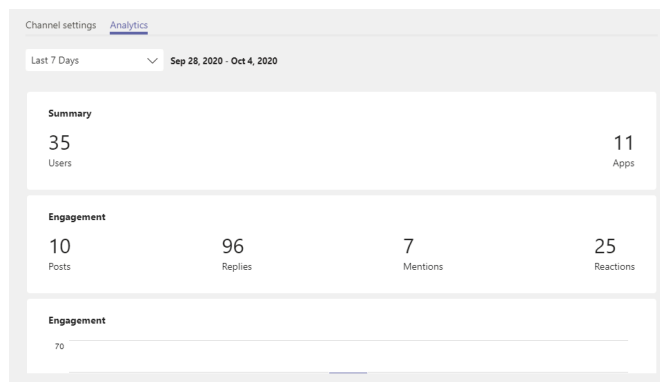 Channel settings Analytics
Last 7 Days Sep 28, 2020 - Oct 4, 2020
Summary
35 11
Users Apps
Engagement
10 96 7 25
Posts Replies Mentions Reactions
Engagement
70